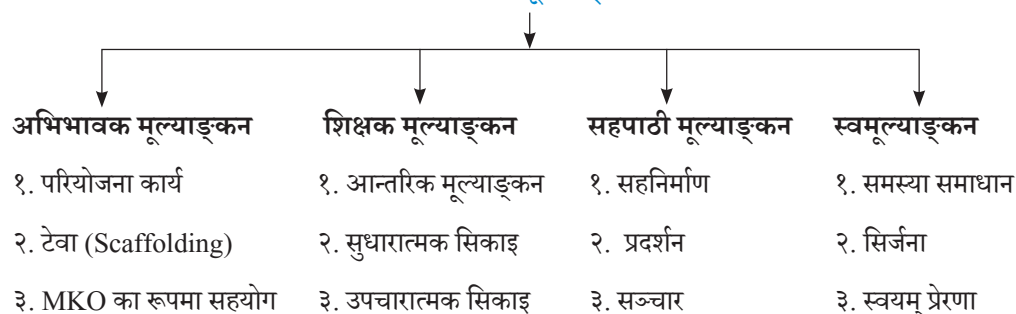 अभिभावक मूल्याङ्कन
१. परियोजना कार्य
२. टेवा (Scaffolding)
३. MKO का रूपमा सहयोग
शिक्षक मूल्याङ्कन
१. आन्तरिक मूल्याङ्कन
२. सुधारात्मक सिकाइ
३. उपचारात्मक सिकाइ
सहपाठी मूल्याङ्कन
१. सहनिर्माण
२. प्रदर्शन
३. सञ्चार
स्वमूल्याङ्कन
१. समस्या समाधान
२. सिर्जना
३. स्वयम् प्रेरणा